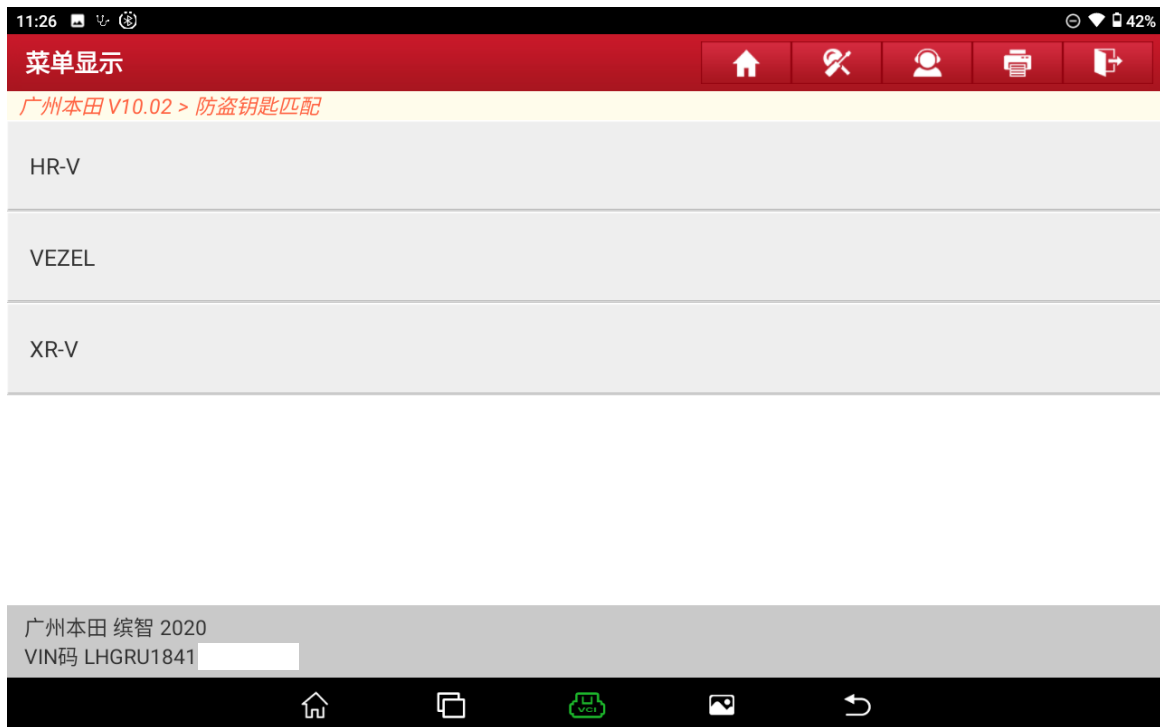 11:26
42%
菜单显示
广州本田 V10.02 > 防盗钥匙匹配
HR-V
VEZEL
XR-V
广州本田 缤智 2020
VIN码 LHGRU1841
VCI